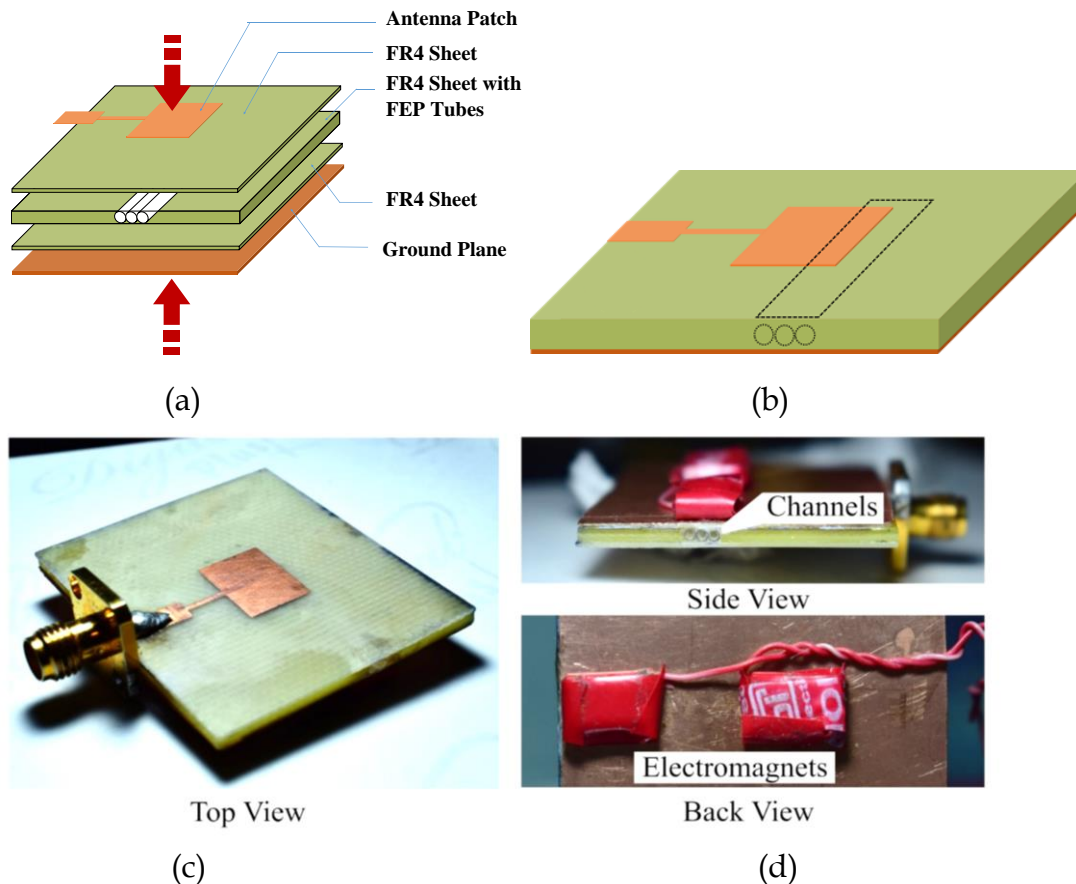 Antenna Patch
FR4 Sheet
FR4 Sheet with
FEP Tubes
FR4 Sheet
Ground Plane
(a)
(b)
Channels
Side View
Electromagnets
Top View
Back View
(c)
(d)